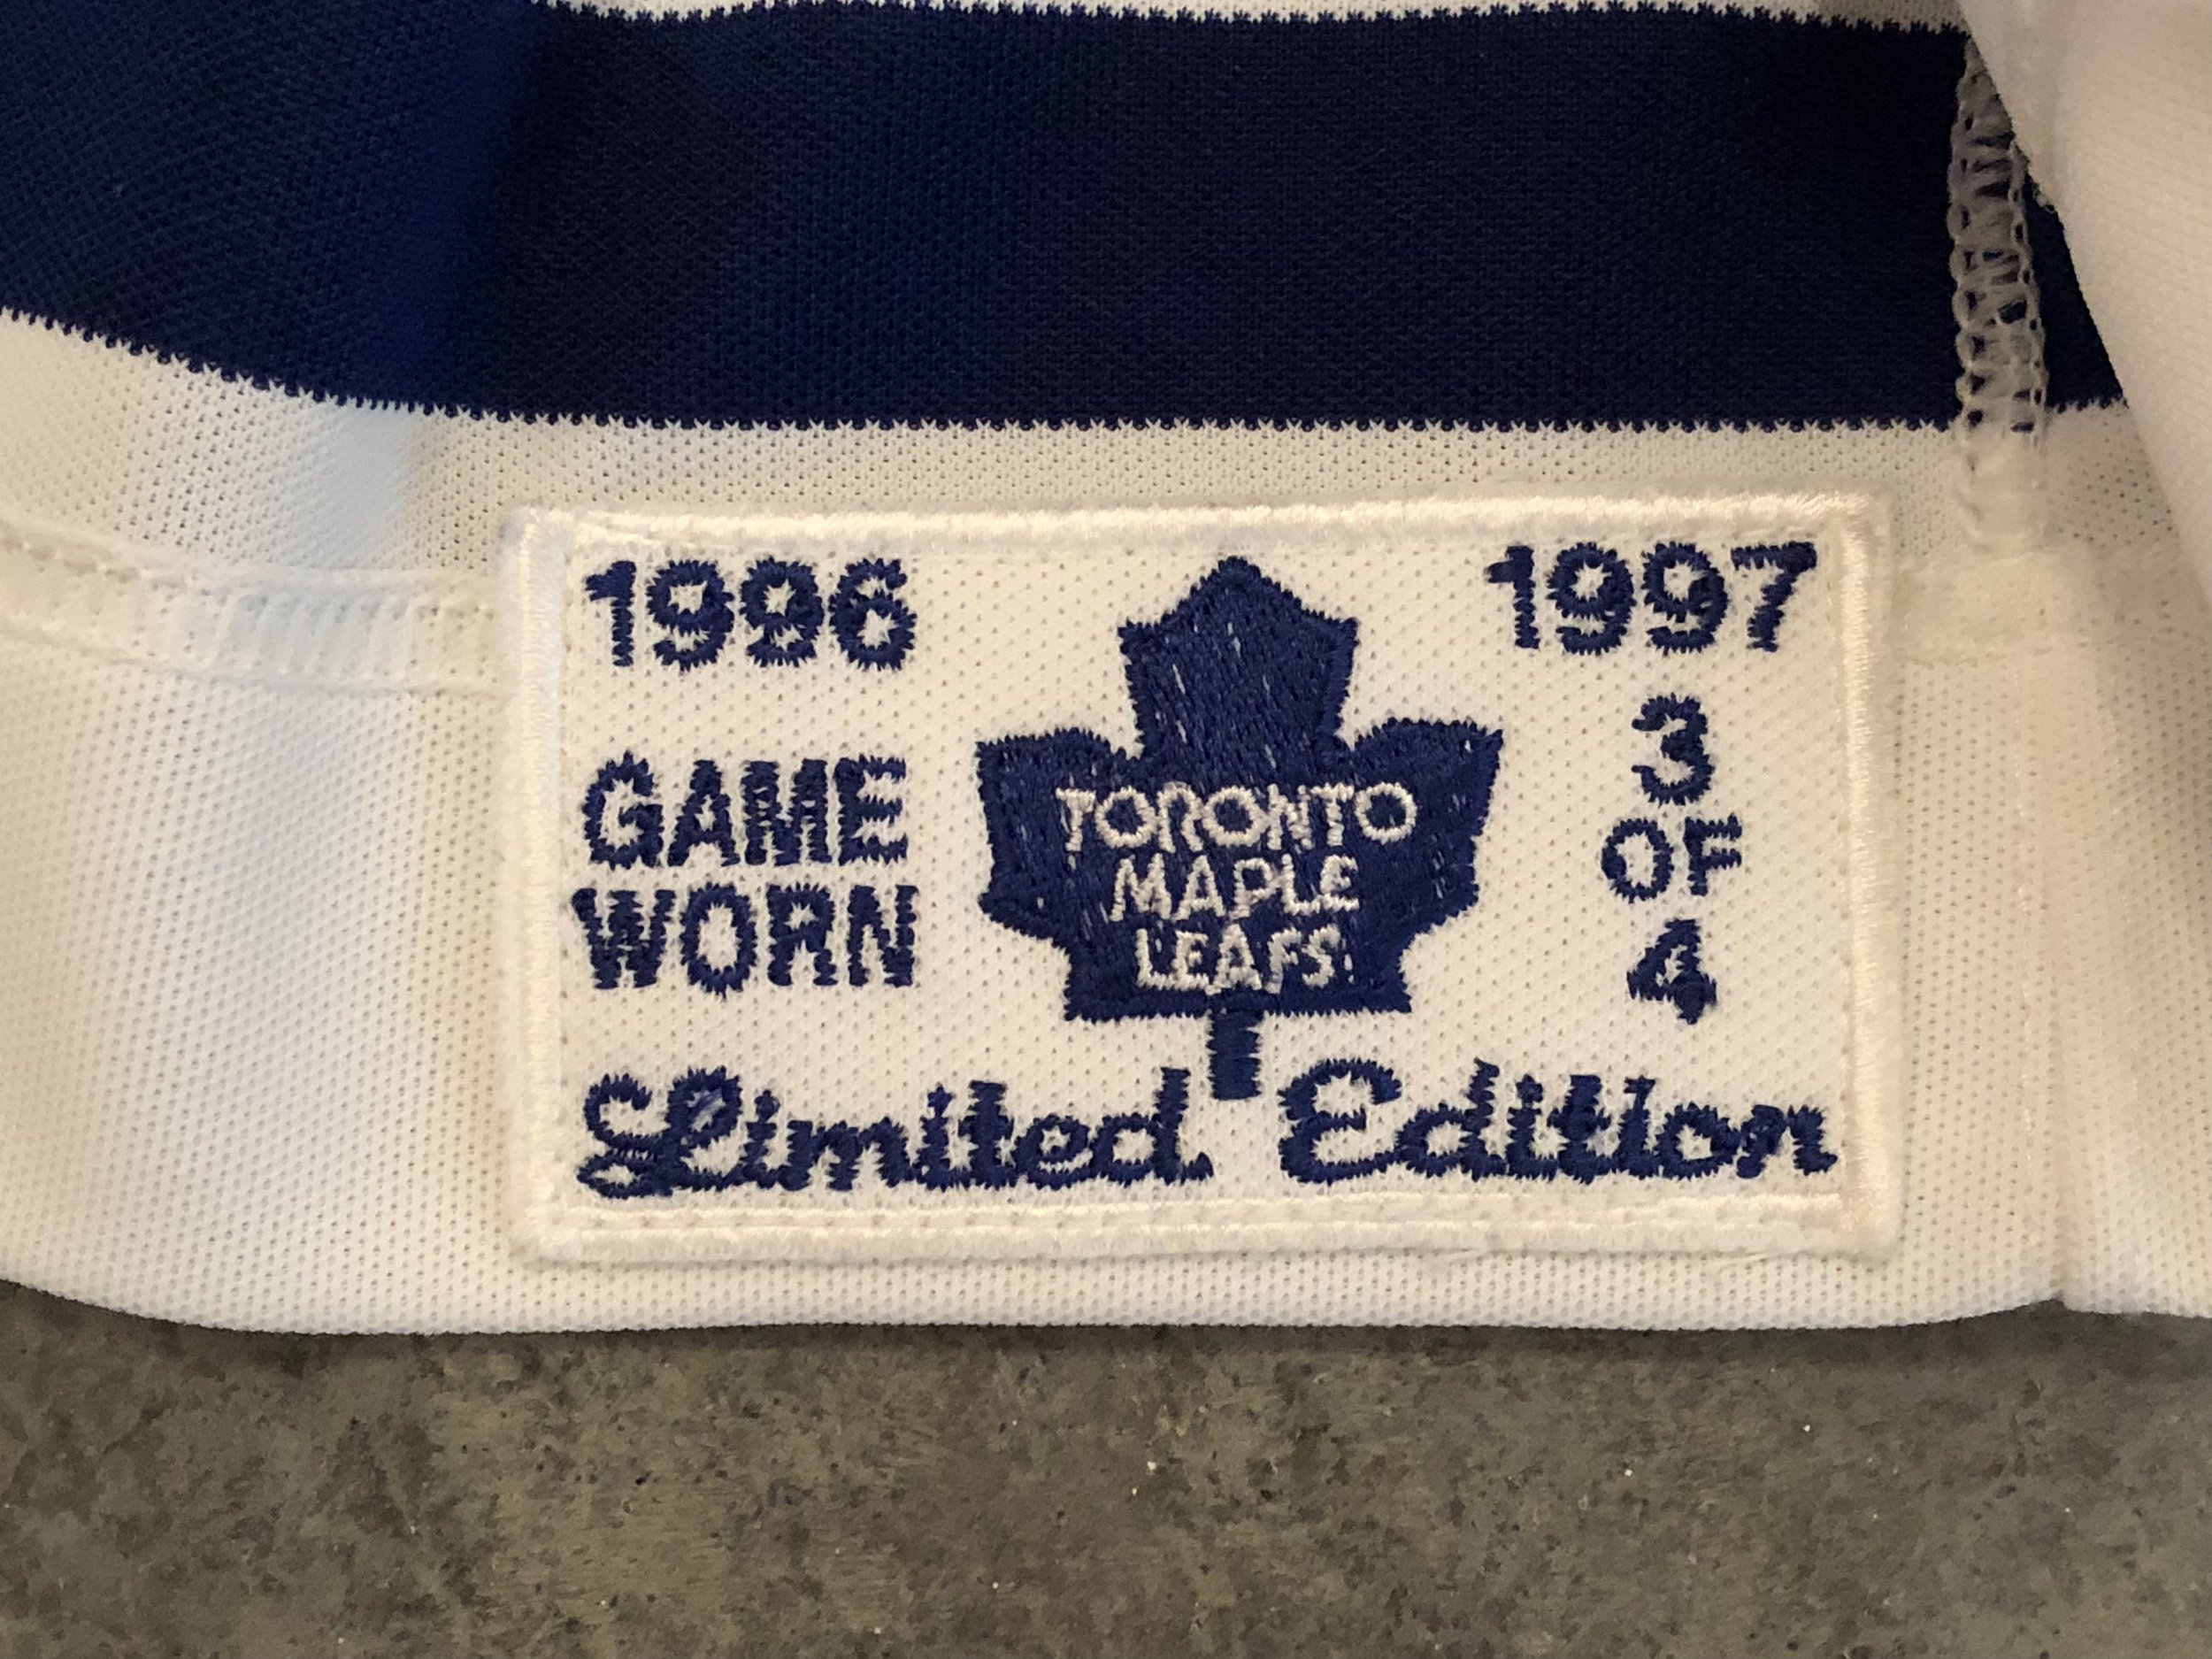 1996
1997
GAME
WORN
TORONTO
MAPLE
LEAFS
3
OF
4
Limited Edition